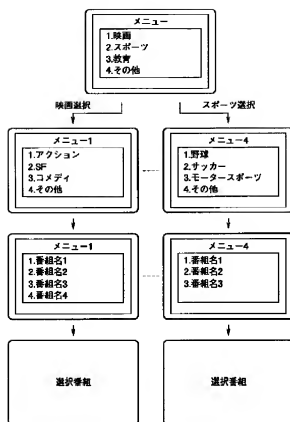 メニュー
1.映画
2.スポーツ
3.教育
4.その他
映画選択
スポーツ選択
メニュー1
1.アクション
2.SF
3.コメディ
4.その他
メニュー4
1.野球
2.サッカー
3.モータースポーツ
4.その他
メニュー1
1.番組名1
2.番組名2
3.番組名3
4.番組名4
メニュー4
1.番組名1
2.番組名2
3.番組名3
選択番組
選択番組